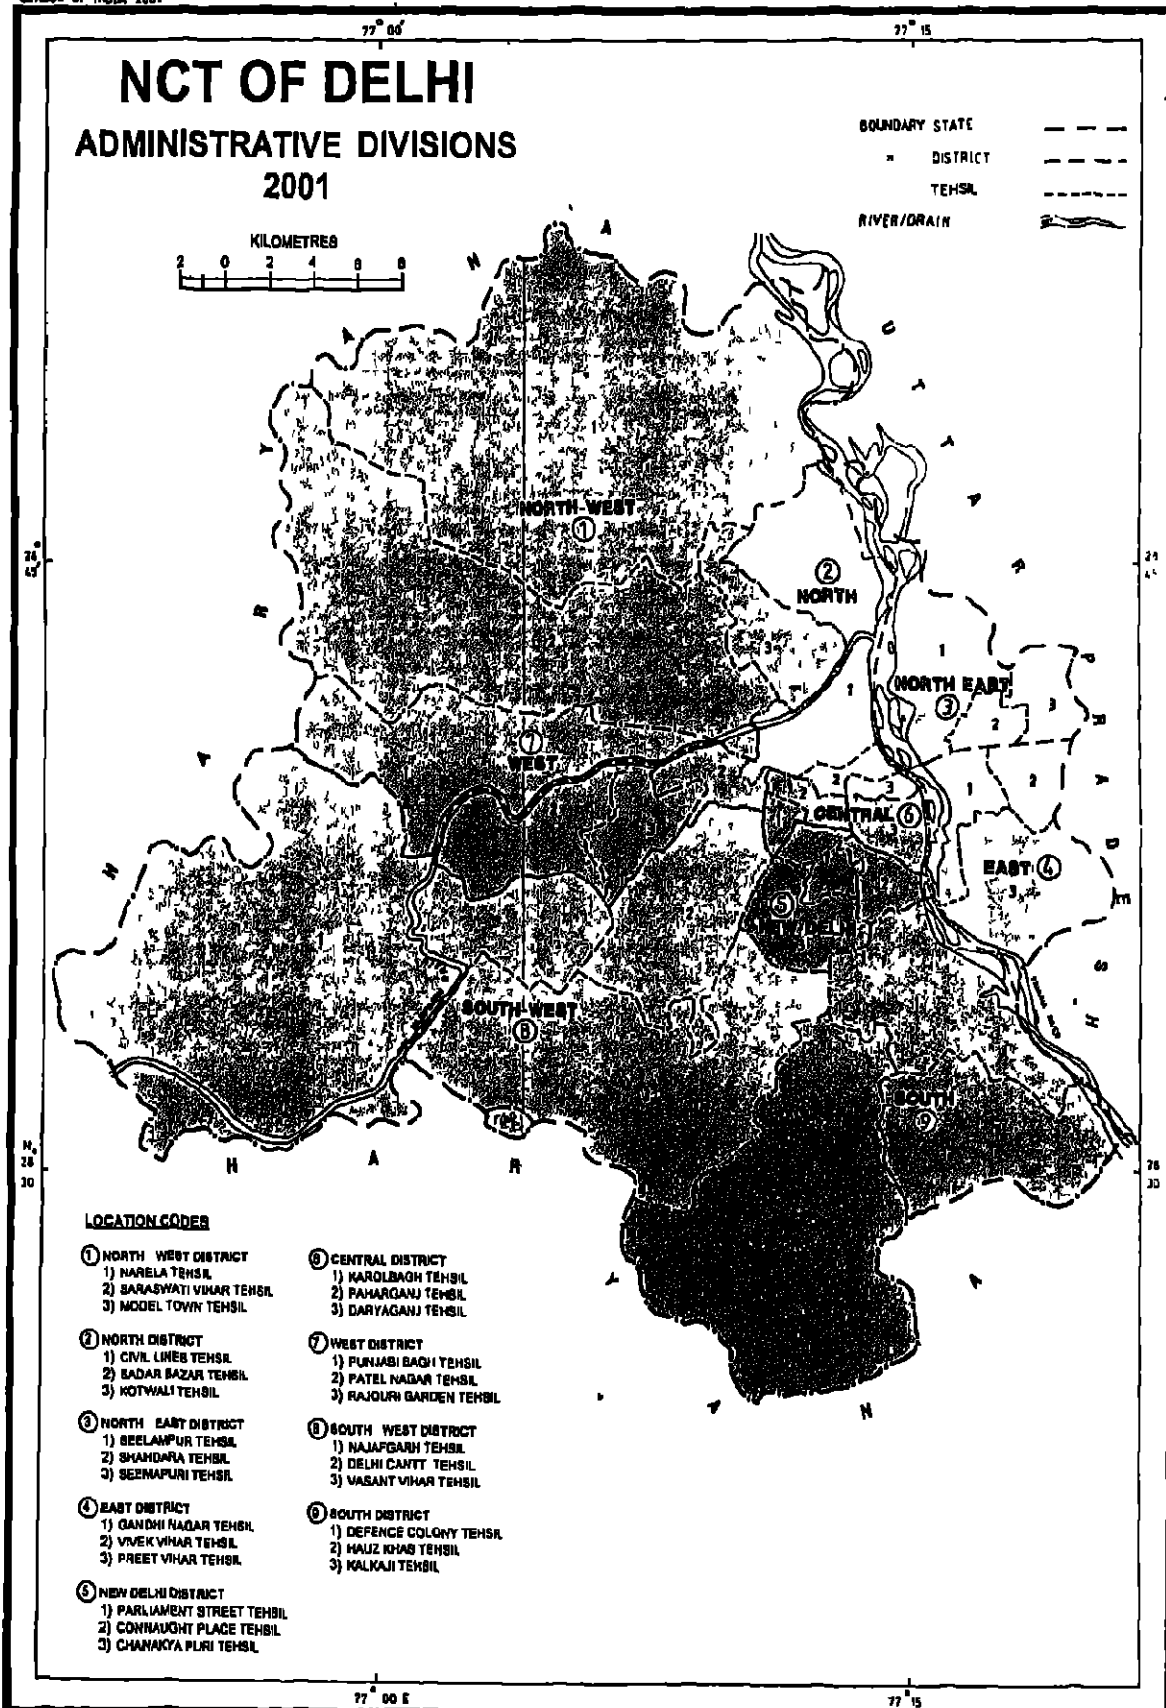 CENSUS OF INDIA 2001
77° 00' 77° 15
NCT OF DELHI
ADMINISTRATIVE DIVISIONS
2001
BOUNDARY STATE
" DISTRICT
TEHSIL
RIVER/DRAIN
KILOMETRES
2 0 2 4 6 8
H A R Y A N A
U T T A R P R A D E S H
NORTH-WEST
1
2
NORTH
NORTH EAST
3
7
WEST
CENTRAL 6
EAST 4
5
NEW DELHI
SOUTH-WEST
8
SOUTH
9
H A R Y A N A
N
28
30
LOCATION CODES
1 NORTH WEST DISTRICT
1) NARELA TEHSIL
2) SARASWATI VIHAR TEHSIL
3) MODEL TOWN TEHSIL
2 NORTH DISTRICT
1) CIVIL LINES TEHSIL
2) SADAR BAZAR TEHSIL
3) KOTWALI TEHSIL
3 NORTH EAST DISTRICT
1) SEELAMPUR TEHSIL
2) SHAHDARA TEHSIL
3) SEEMAPURI TEHSIL
4 EAST DISTRICT
1) GANDHI NAGAR TEHSIL
2) VIVEK VIHAR TEHSIL
3) PREET VIHAR TEHSIL
5 NEW DELHI DISTRICT
1) PARLIAMENT STREET TEHSIL
2) CONNAUGHT PLACE TEHSIL
3) CHANAKYA PURI TEHSIL
6 CENTRAL DISTRICT
1) KAROLBAGH TEHSIL
2) PAHARGANJ TEHSIL
3) DARYAGANJ TEHSIL
7 WEST DISTRICT
1) PUNJABI BAGH TEHSIL
2) PATEL NAGAR TEHSIL
3) RAJOURI GARDEN TEHSIL
8 SOUTH WEST DISTRICT
1) NAJAFGARH TEHSIL
2) DELHI CANTT TEHSIL
3) VASANT VIHAR TEHSIL
9 SOUTH DISTRICT
1) DEFENCE COLONY TEHSIL
2) HAUZ KHAS TEHSIL
3) KALKAJI TEHSIL
77° 00 E 77° 15